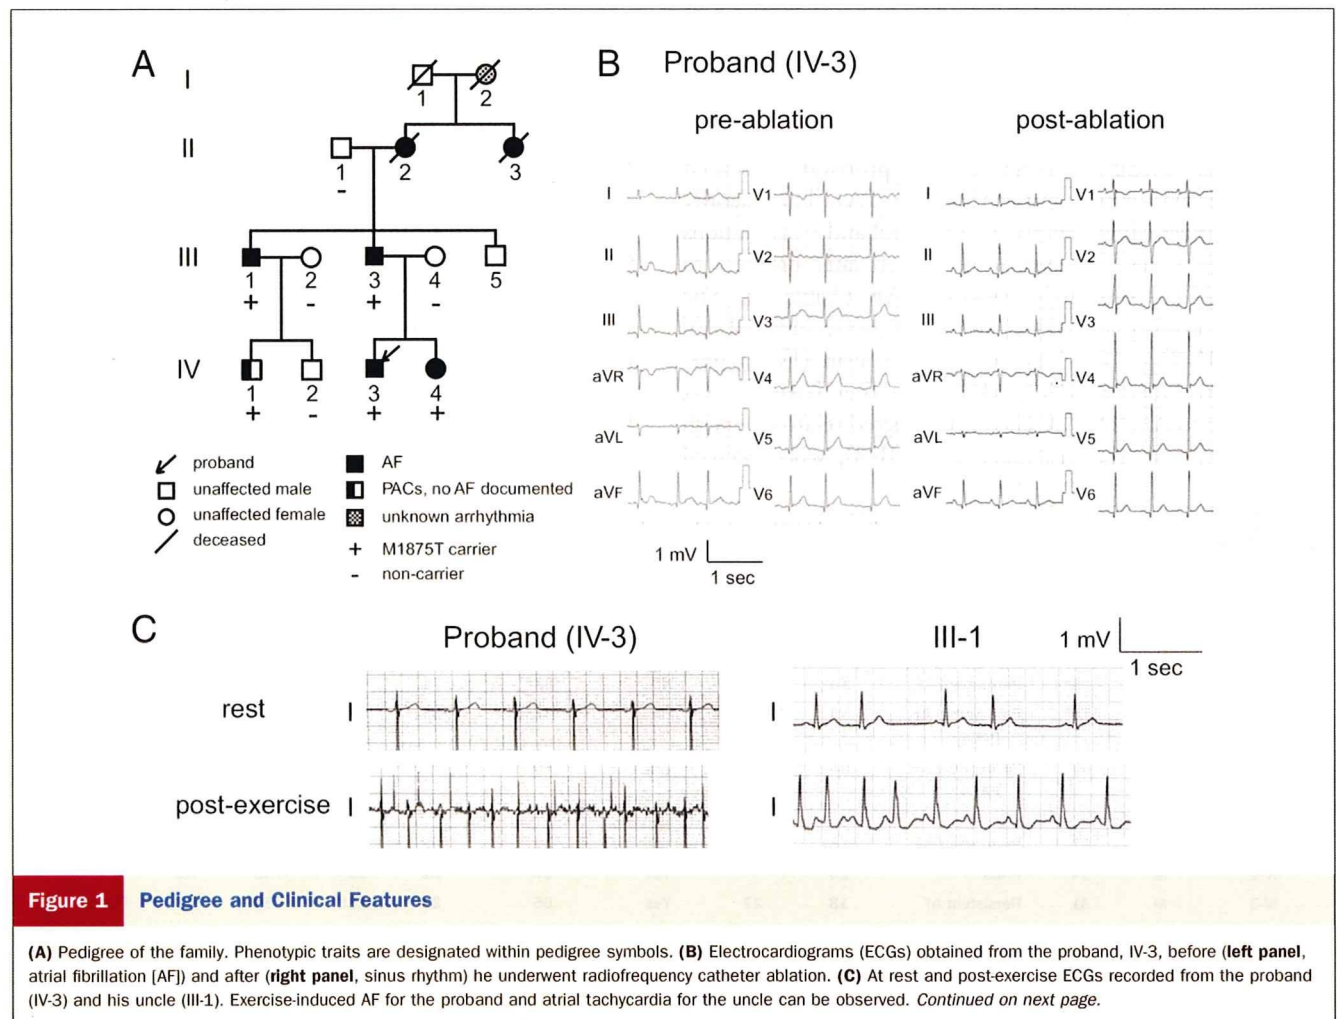 A
I
1
2
II
1
2
3
-
III
1
2
3
4
5
+
-
+
-
IV
1
2
3
4
+
-
+
+
proband
unaffected male
unaffected female
deceased
AF
PACs, no AF documented
unknown arrhythmia
+ M1875T carrier
- non-carrier
B Proband (IV-3)
pre-ablation
post-ablation
I V1
II V2
III V3
aVR V4
aVL V5
aVF V6
I V1
II V2
III V3
aVR V4
aVL V5
aVF V6
1 mV
1 sec
C
Proband (IV-3)
III-1
1 mV
1 sec
rest I
I
post-exercise I
I
Figure 1 Pedigree and Clinical Features
(A) Pedigree of the family. Phenotypic traits are designated within pedigree symbols. (B) Electrocardiograms (ECGs) obtained from the proband, IV-3, before (left panel,
atrial fibrillation [AF]) and after (right panel, sinus rhythm) he underwent radiofrequency catheter ablation. (C) At rest and post-exercise ECGs recorded from the proband
(IV-3) and his uncle (III-1). Exercise-induced AF for the proband and atrial tachycardia for the uncle can be observed. Continued on next page.